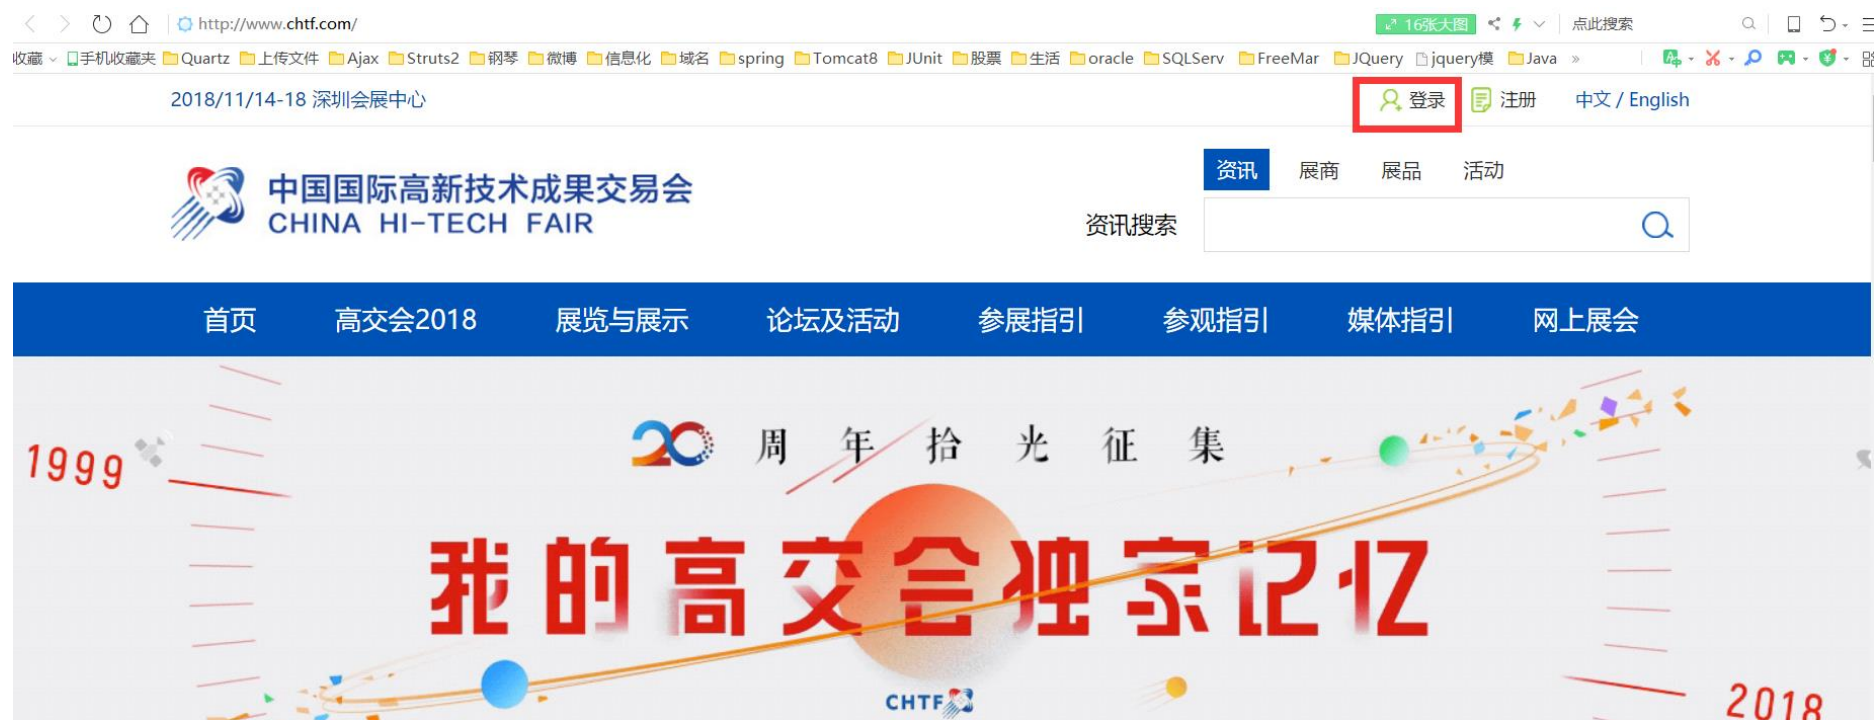 http://www.chtf.com/ 16张大图 点此搜索
收藏 手机收藏夹 Quartz 上传文件 Ajax Struts2 钢琴 微博 信息化 域名 spring Tomcat8 JUnit 股票 生活 oracle SQLServ FreeMar JQuery jquery模 Java »
2018/11/14-18 深圳会展中心 登录 注册 中文 / English
资讯 展商 展品 活动
中国国际高新技术成果交易会
CHINA HI-TECH FAIR
资讯搜索
首页 高交会2018 展览与展示 论坛及活动 参展指引 参观指引 媒体指引 网上展会
20 周年拾光征集
1999
我的高交会独家记忆
CHTF
2018